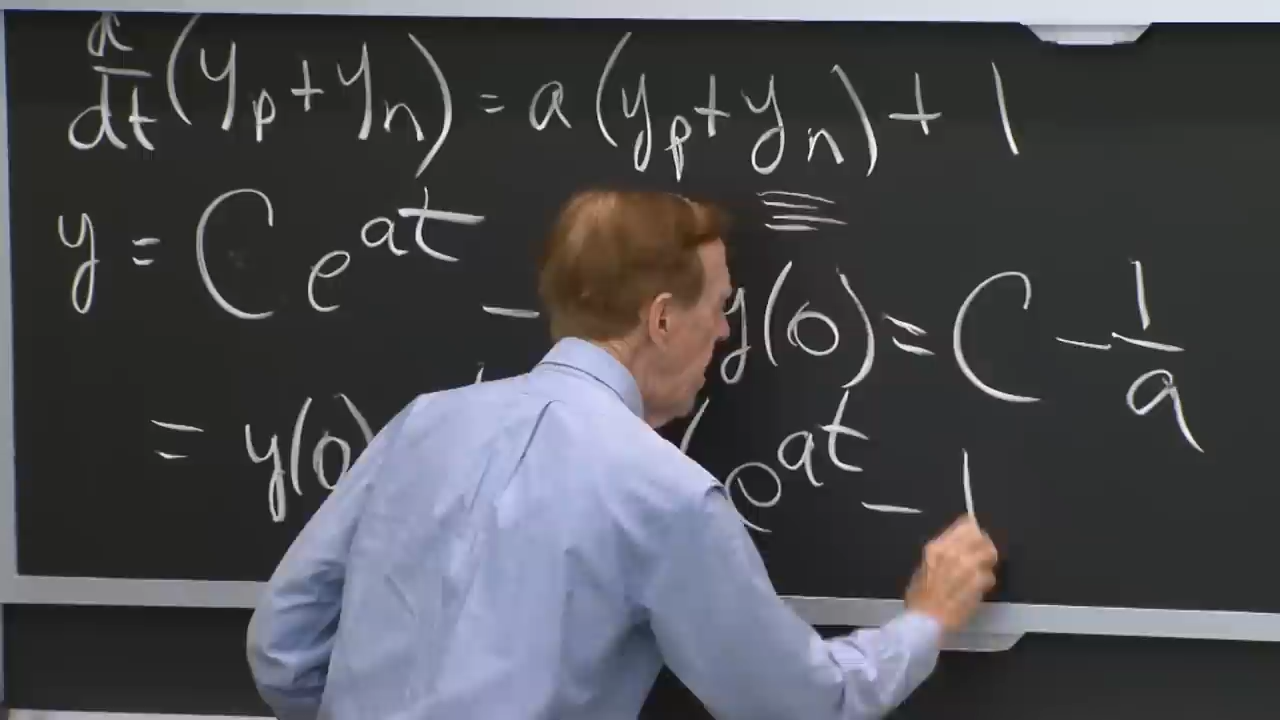 d/dt (y_p + y_n) = a (y_p + y_n) + 1
y = C e^{at} -
y(0) = C - 1/a
= y(0) e^{at} - 1